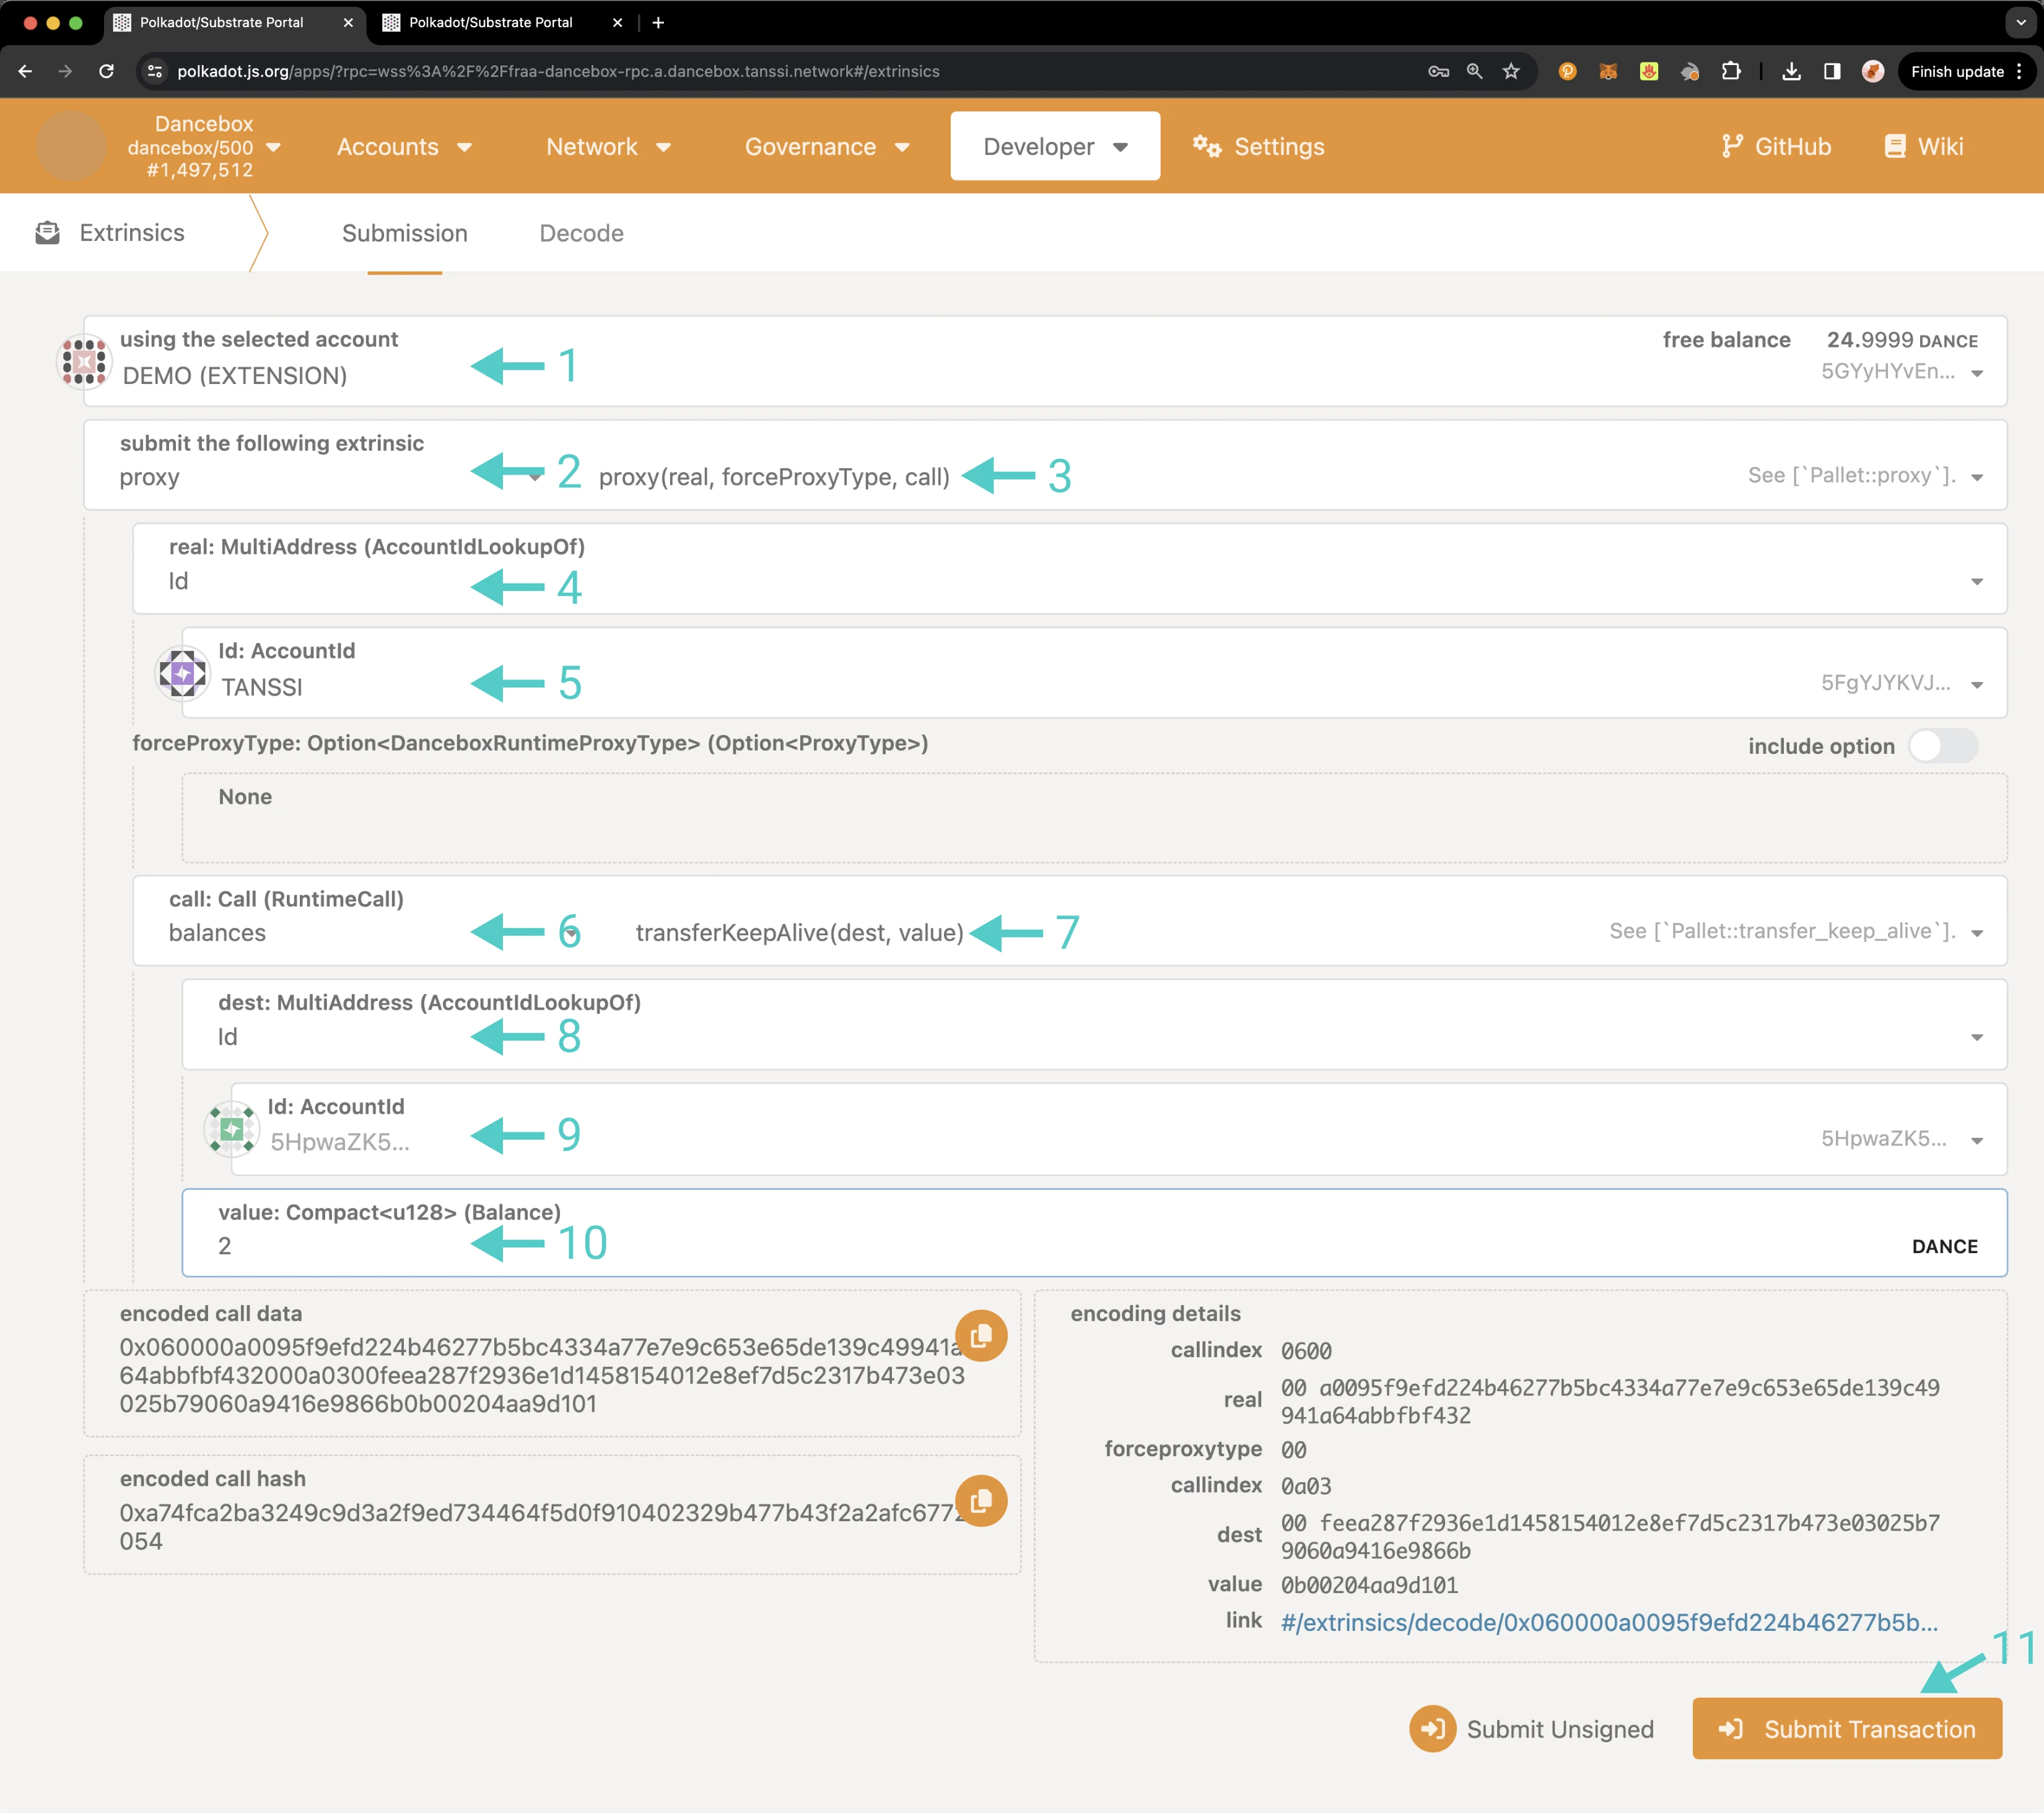 Polkadot/Substrate Portal
Polkadot/Substrate Portal
polkadot.js.org/apps/?rpc=wss%3A%2F%2Ffraa-dancebox-rpc.a.dancebox.tanssi.network#/extrinsics
Finish update
Dancebox
dancebox/500
#1,497,512
Accounts
Network
Governance
Developer
Settings
GitHub
Wiki
Extrinsics
Submission
Decode
using the selected account
DEMO (EXTENSION)
1
free balance 24.9999 DANCE
5GYyHYvEn...
submit the following extrinsic
proxy
2
proxy(real, forceProxyType, call)
3
See [`Pallet::proxy`].
real: MultiAddress (AccountIdLookupOf)
Id
4
Id: AccountId
TANSSI
5
5FgYJYKVJ...
forceProxyType: Option<DanceboxRuntimeProxyType> (Option<ProxyType>)
include option
None
call: Call (RuntimeCall)
balances
6
transferKeepAlive(dest, value)
7
See [`Pallet::transfer_keep_alive`].
dest: MultiAddress (AccountIdLookupOf)
Id
8
Id: AccountId
5HpwaZK5...
9
5HpwaZK5...
value: Compact<u128> (Balance)
2
10
DANCE
encoded call data
0x060000a0095f9efd224b46277b5bc4334a77e7e9c653e65de139c49941a
64abbfbf432000a0300feea287f2936e1d1458154012e8ef7d5c2317b473e03
025b79060a9416e9866b0b00204aa9d101
encoded call hash
0xa74fca2ba3249c9d3a2f9ed734464f5d0f910402329b477b43f2a2afc677
054
encoding details
callindex 0600
real 00 a0095f9efd224b46277b5bc4334a77e7e9c653e65de139c49
941a64abbfbf432
forceproxytype 00
callindex 0a03
dest 00 feea287f2936e1d1458154012e8ef7d5c2317b473e03025b7
9060a9416e9866b
value 0b00204aa9d101
link #/extrinsics/decode/0x060000a0095f9efd224b46277b5b...
11
Submit Unsigned
Submit Transaction